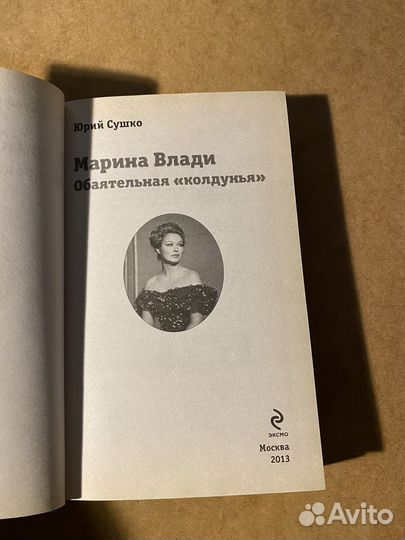 Юрий Сушко
Марина Влади
Обаятельная «колдунья»
ЭКСМО
Москва
2013
Avito